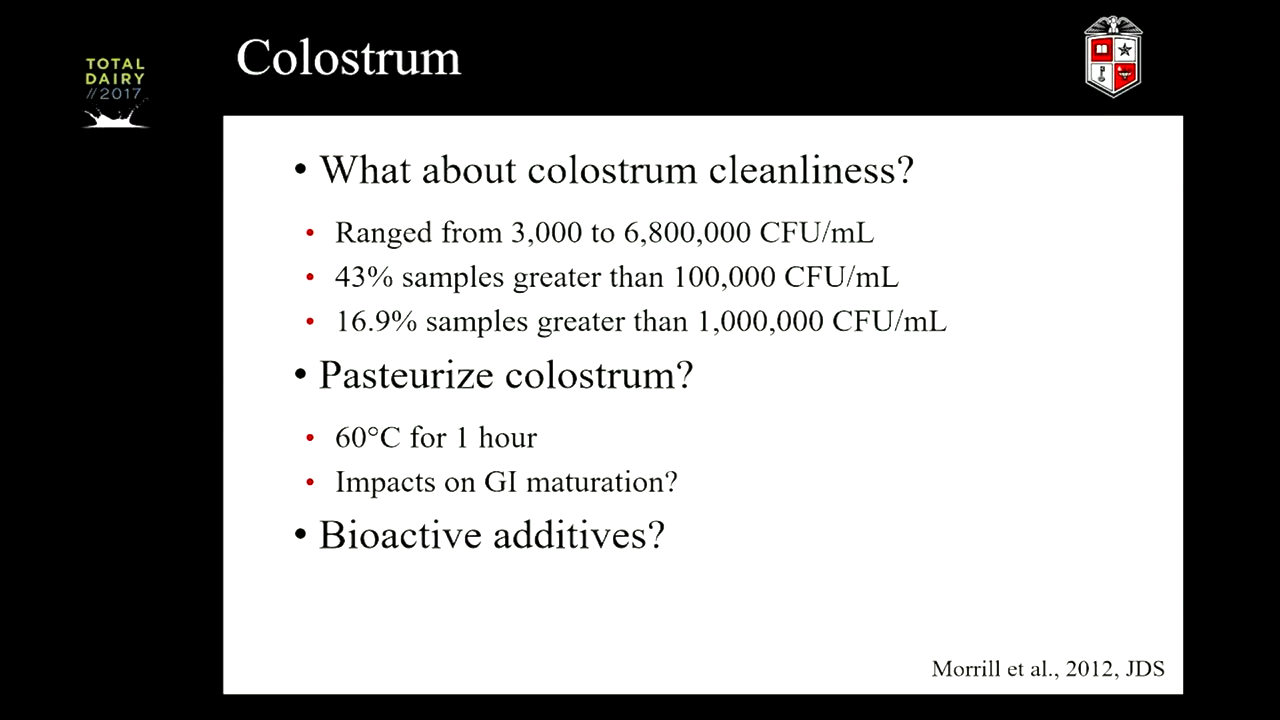 TOTAL
DAIRY
//2017
Colostrum
• What about colostrum cleanliness?
• Ranged from 3,000 to 6,800,000 CFU/mL
• 43% samples greater than 100,000 CFU/mL
• 16.9% samples greater than 1,000,000 CFU/mL
• Pasteurize colostrum?
• 60°C for 1 hour
• Impacts on GI maturation?
• Bioactive additives?
Morrill et al., 2012, JDS